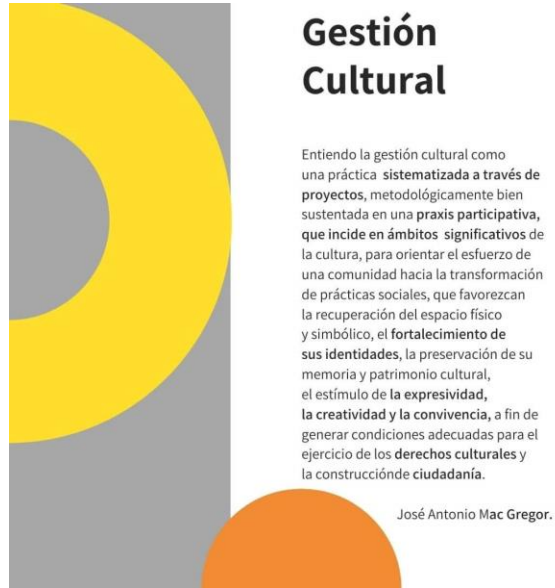 Gestión
Cultural
Entiendo la gestión cultural como
una práctica sistematizada a través de
proyectos, metodológicamente bien
sustentada en una praxis participativa,
que incide en ámbitos significativos de
la cultura, para orientar el esfuerzo de
una comunidad hacia la transformación
de prácticas sociales, que favorezcan
la recuperación del espacio físico
y simbólico, el fortalecimiento de
sus identidades, la preservación de su
memoria y patrimonio cultural,
el estímulo de la expresividad,
la creatividad y la convivencia, a fin de
generar condiciones adecuadas para el
ejercicio de los derechos culturales y
la construcciónde ciudadanía.
José Antonio Mac Gregor.